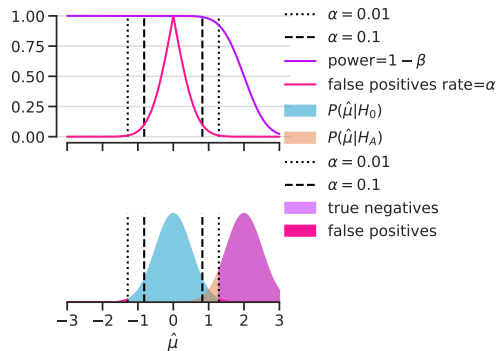 1.00
0.75
0.50
0.25
0.00
α = 0.01
α = 0.1
power=1 − β
false positives rate=α
P(μ̂|H₀)
P(μ̂|H_A)
α = 0.01
α = 0.1
true negatives
false positives
−3 −2 −1 0 1 2 3
μ̂